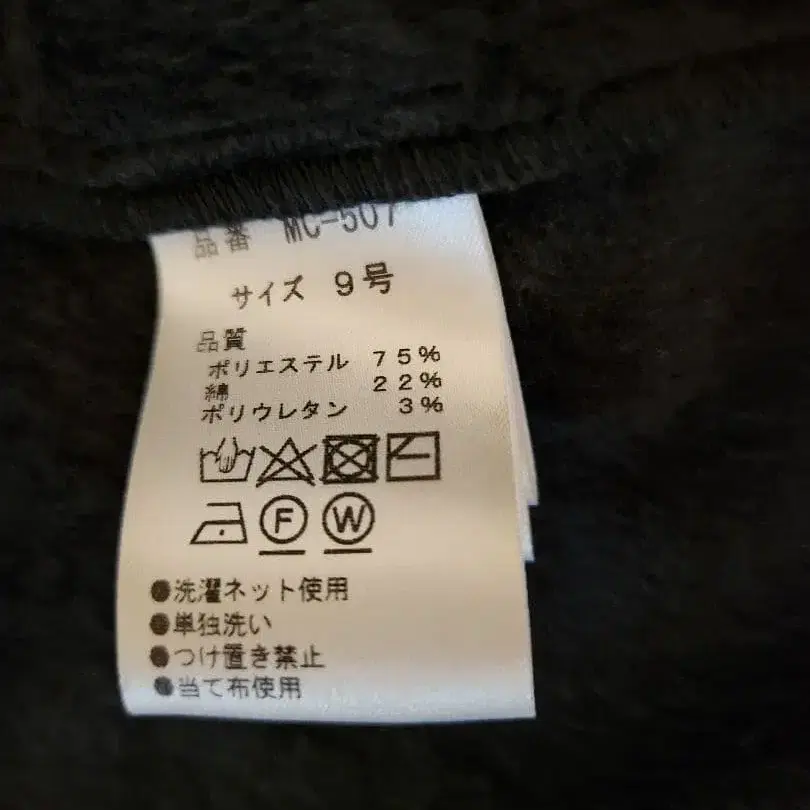 品番 MC-507
サイズ 9号
品質
ポリエステル 75%
綿 22%
ポリウレタン 3%
F W
●洗濯ネット使用
●単独洗い
●つけ置き禁止
●当て布使用